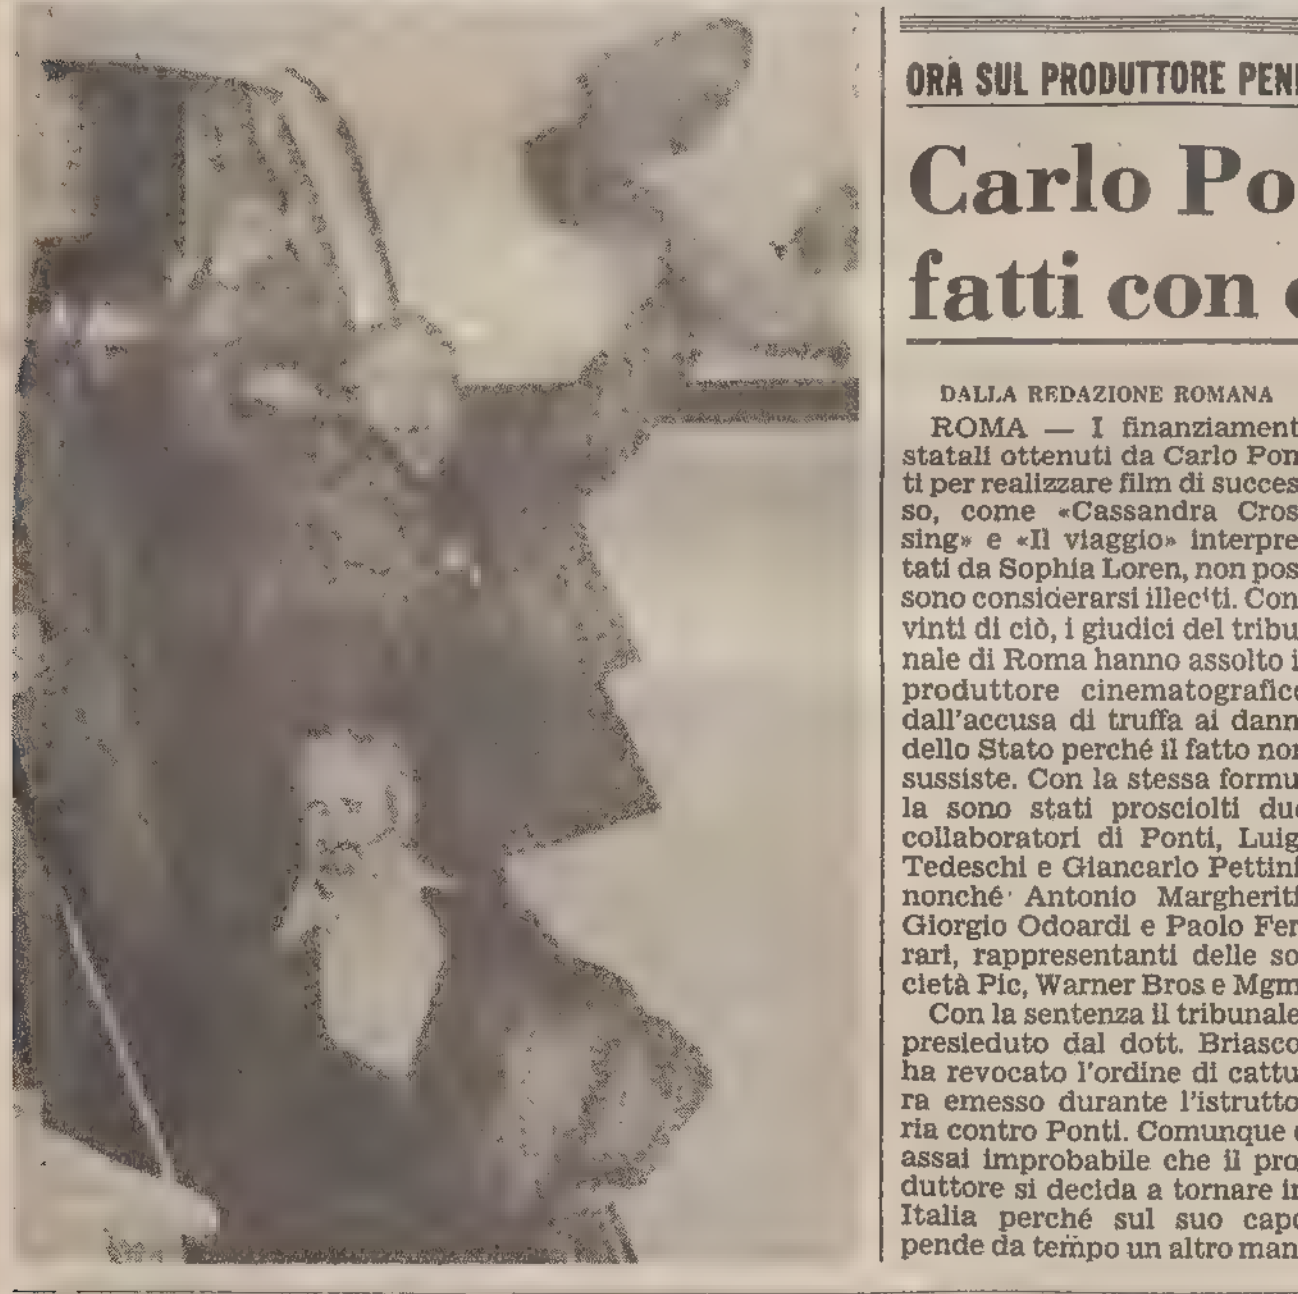 ORA SUL PRODUTTORE PEN
Carlo Po
fatti con
DALLA REDAZIONE ROMANA
ROMA — I finanziament
statali ottenuti da Carlo Pon
ti per realizzare film di succes
so, come «Cassandra Cros
sing» e «Il viaggio» interpre
tati da Sophia Loren, non pos
sono considerarsi illeciti. Con
vinti di ciò, i giudici del tribu
nale di Roma hanno assolto i
produttore cinematografico
dall'accusa di truffa ai dann
dello Stato perché il fatto non
sussiste. Con la stessa formu
la sono stati prosciolti due
collaboratori di Ponti, Luig
Tedeschi e Giancarlo Pettini
nonché Antonio Margheriti
Giorgio Odoardi e Paolo Fer
rari, rappresentanti delle so
cietà Pic, Warner Bros e Mgm
Con la sentenza il tribunale
presieduto dal dott. Briasco
ha revocato l'ordine di cattu
ra emesso durante l'istrutto
ria contro Ponti. Comunque è
assai improbabile che il pro
duttore si decida a tornare in
Italia perché sul suo capo
pende da tempo un altro man